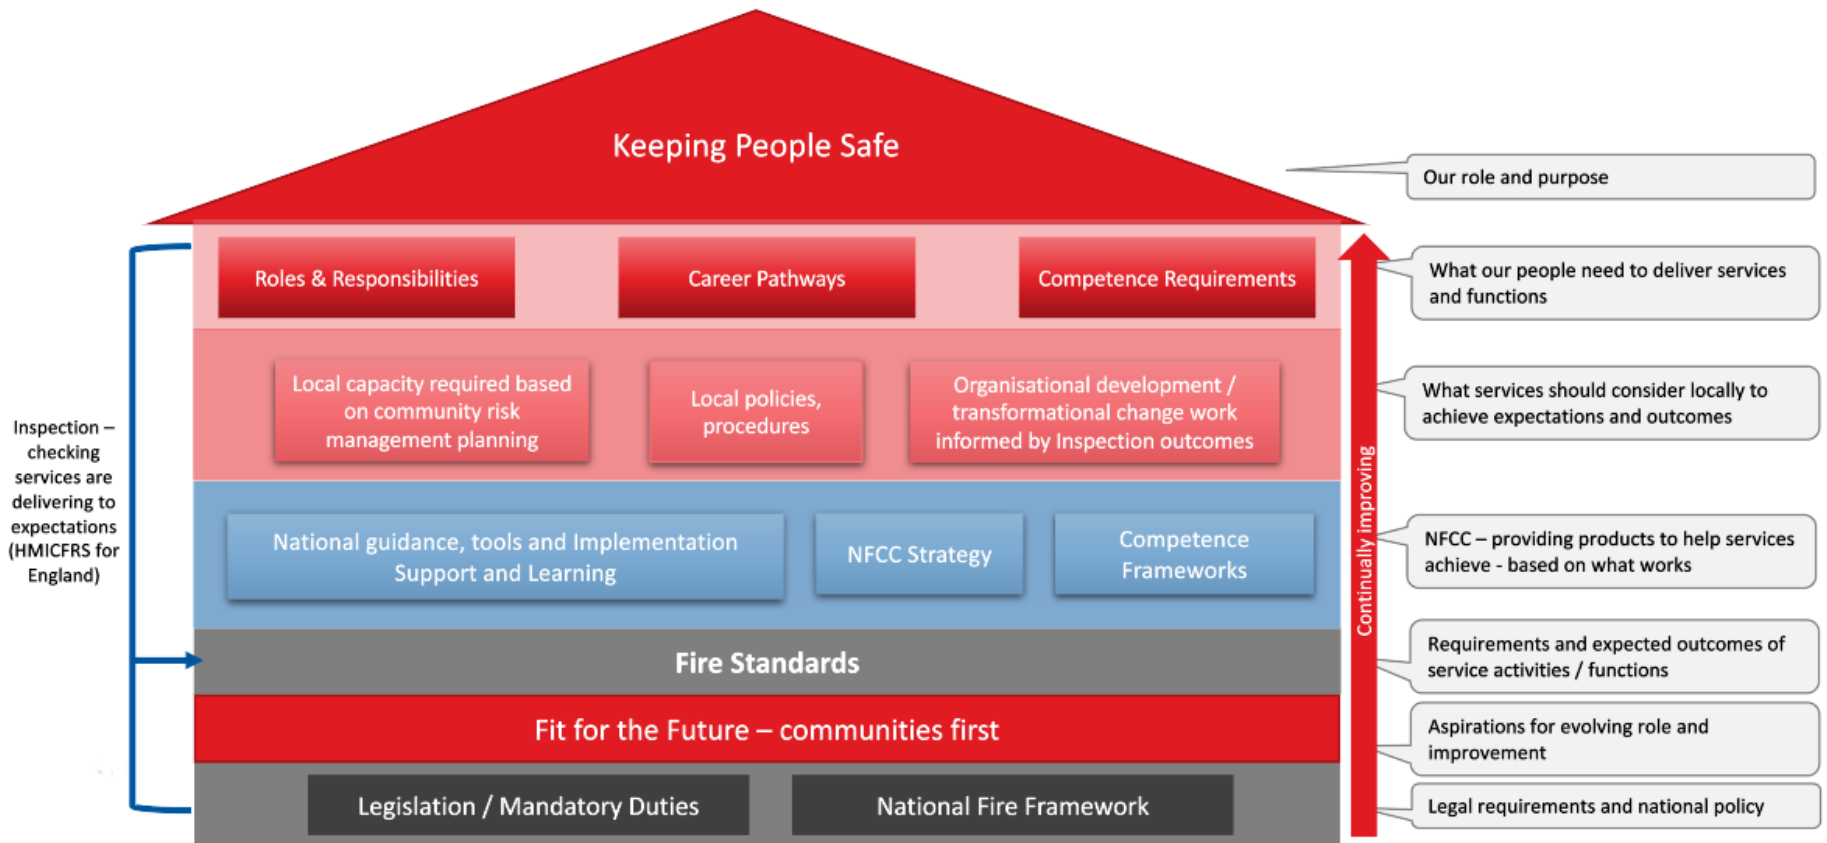 Keeping People Safe
Our role and purpose
Roles & Responsibilities
Career Pathways
Competence Requirements
What our people need to deliver services
and functions
Local capacity required based
on community risk
management planning
Local policies,
procedures
Organisational development /
transformational change work
informed by Inspection outcomes
What services should consider locally to
achieve expectations and outcomes
Inspection –
checking
services are
delivering to
expectations
(HMICFRS for
England)
Continually improving
National guidance, tools and Implementation
Support and Learning
NFCC Strategy
Competence
Frameworks
NFCC – providing products to help services
achieve - based on what works
Fire Standards
Requirements and expected outcomes of
service activities / functions
Fit for the Future – communities first
Aspirations for evolving role and
improvement
Legislation / Mandatory Duties
National Fire Framework
Legal requirements and national policy